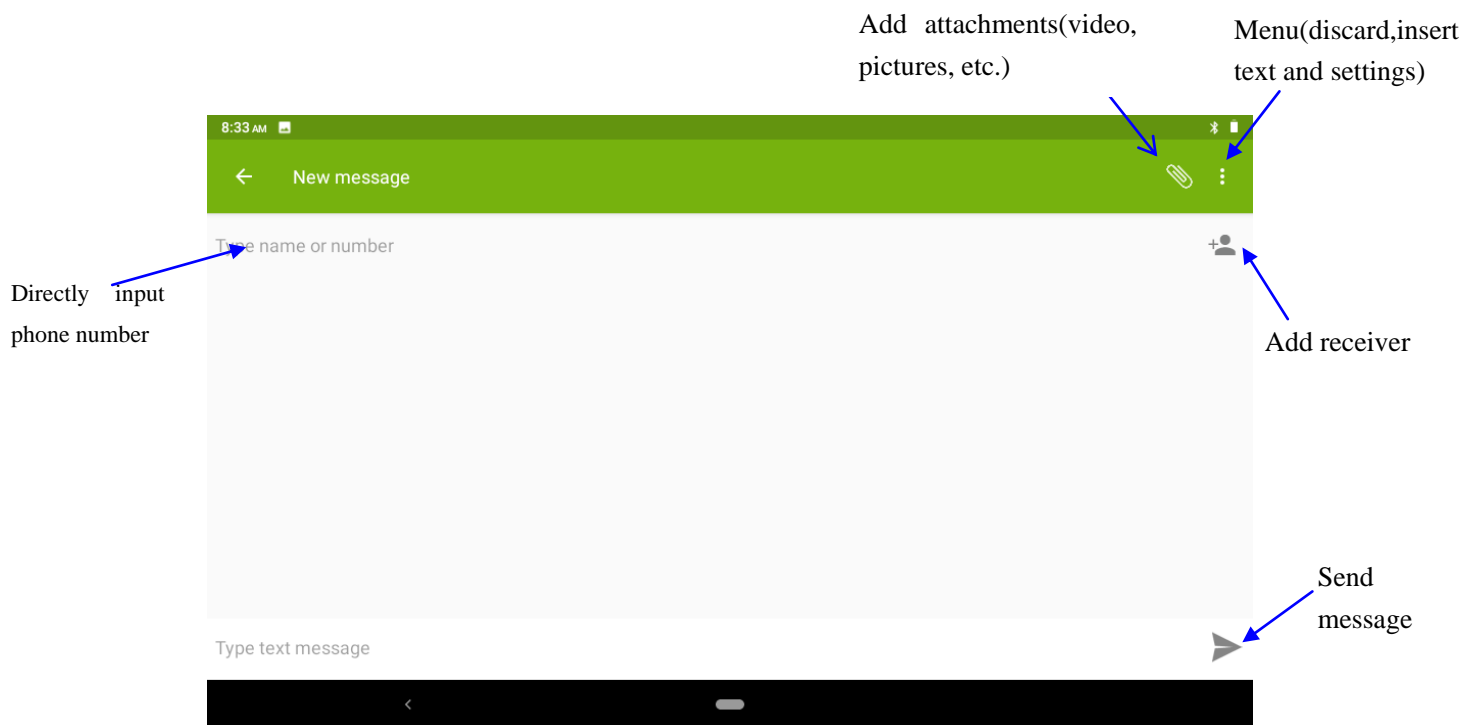 Add attachments(video,
pictures, etc.)
Menu(discard,insert
text and settings)
8:33 AM
New message
Type name or number
Directly input
phone number
Add receiver
Send
message
Type text message